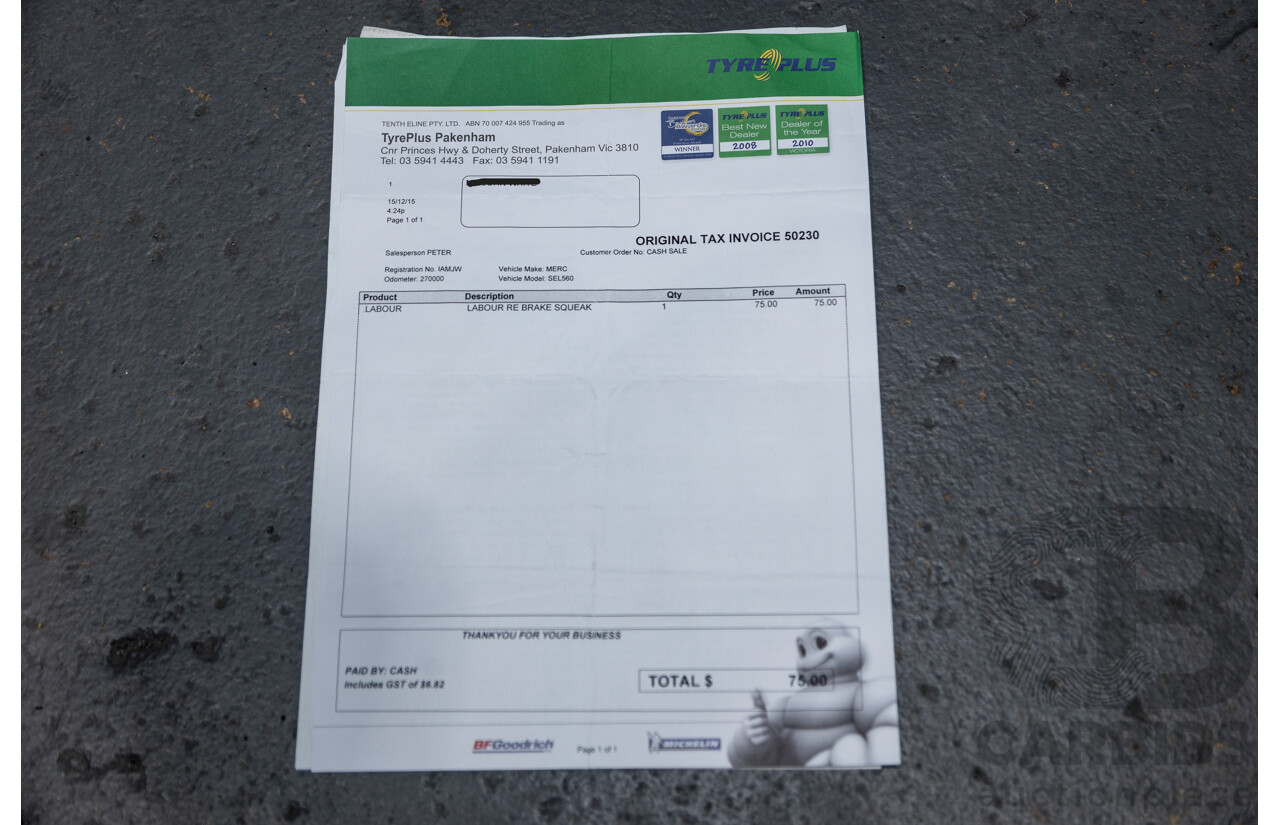 TYREPLUS
TENTH ELINE PTY. LTD. ABN 70 007 424 955 Trading as
TyrePlus Pakenham
Cnr Princes Hwy & Doherty Street, Pakenham Vic 3810
Tel: 03 5941 4443 Fax: 03 5941 1191
WINNER
TYREPLUS
Best New
Dealer
2008
TYREPLUS
Dealer of
the Year
2010
VICTORIA
1
15/12/15
4:24p
Page 1 of 1
ORIGINAL TAX INVOICE 50230
Salesperson PETER
Customer Order No: CASH SALE
Registration No. IAMJW Vehicle Make: MERC
Odometer: 270000 Vehicle Model: SEL560
Product Description Qty Price Amount
.LABOUR LABOUR RE BRAKE SQUEAK 1 75.00 75.00
THANKYOU FOR YOUR BUSINESS
PAID BY: CASH
Includes GST of $6.82
TOTAL $ 75.00
BFGoodrich Page 1 of 1 MICHELIN